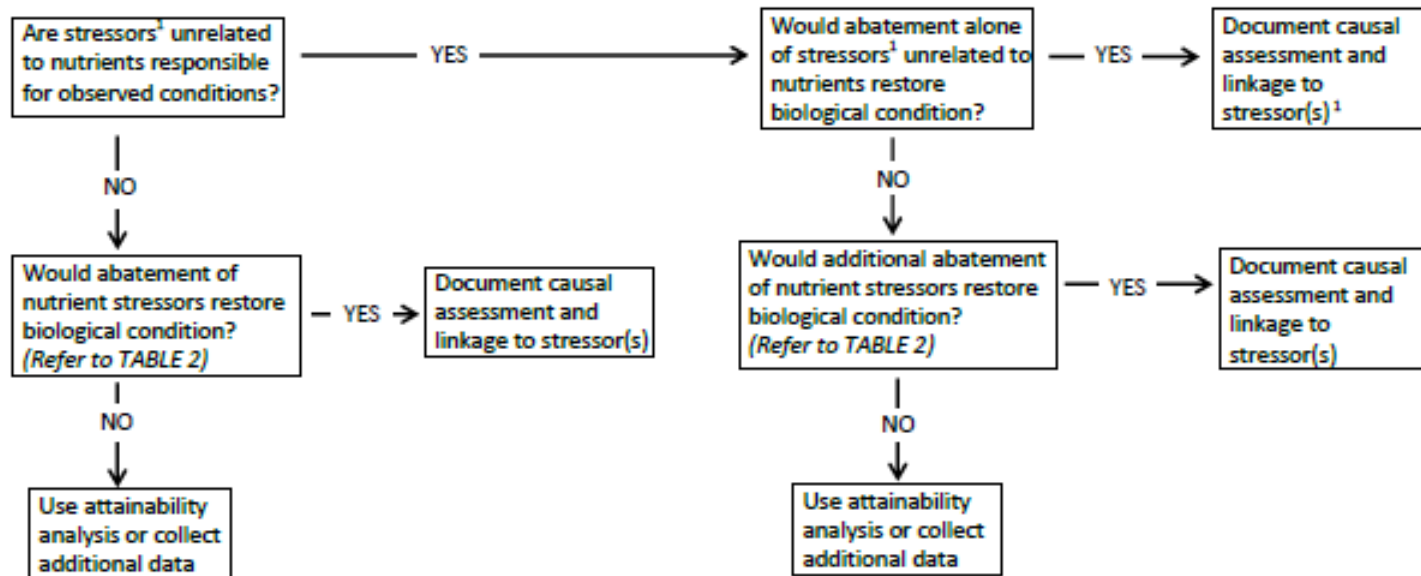 Are stressors¹ unrelated
to nutrients responsible
for observed conditions?
YES
Would abatement alone
of stressors¹ unrelated to
nutrients restore
biological condition?
YES
Document causal
assessment and
linkage to
stressor(s)¹
NO
NO
Would abatement of
nutrient stressors restore
biological condition?
(Refer to TABLE 2)
YES
Document causal
assessment and
linkage to stressor(s)
Would additional abatement
of nutrient stressors restore
biological condition?
(Refer to TABLE 2)
YES
Document causal
assessment and
linkage to
stressor(s)
NO
NO
Use attainability
analysis or collect
additional data
Use attainability
analysis or collect
additional data